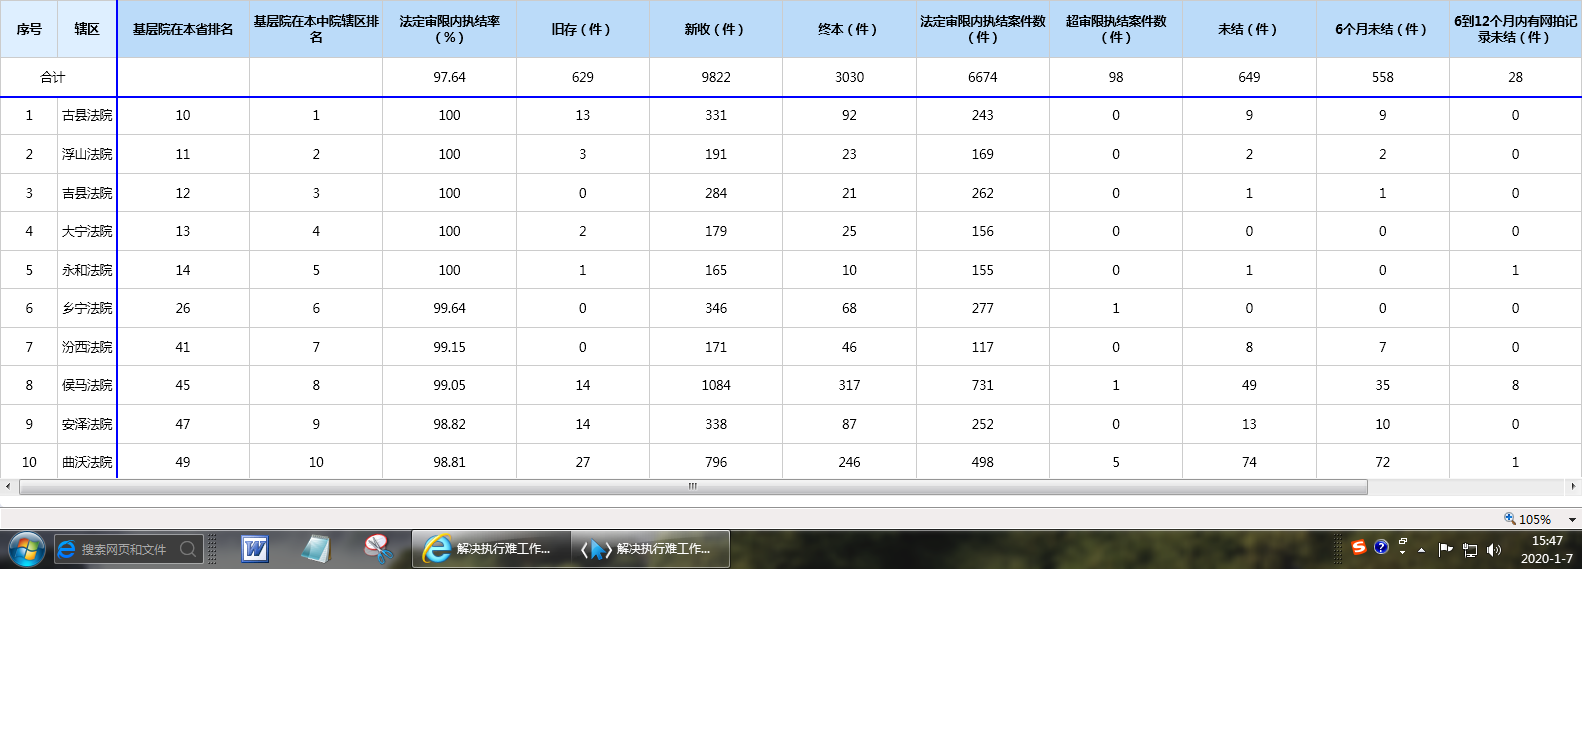 序号 辖区 基层院在本省排名 基层院在本中院辖区排名 法定审限内执结率（%） 旧存（件） 新收（件） 终本（件） 法定审限内执结案件数（件） 超审限执结案件数（件） 未结（件） 6个月未结（件） 6到12个月内有网拍记录未结（件）
合计 97.64 629 9822 3030 6674 98 649 558 28
1 古县法院 10 1 100 13 331 92 243 0 9 9 0
2 浮山法院 11 2 100 3 191 23 169 0 2 2 0
3 吉县法院 12 3 100 0 284 21 262 0 1 1 0
4 大宁法院 13 4 100 2 179 25 156 0 0 0 0
5 永和法院 14 5 100 1 165 10 155 0 1 0 1
6 乡宁法院 26 6 99.64 0 346 68 277 1 0 0 0
7 汾西法院 41 7 99.15 0 171 46 117 0 8 7 0
8 侯马法院 45 8 99.05 14 1084 317 731 1 49 35 8
9 安泽法院 47 9 98.82 14 338 87 252 0 13 10 0
10 曲沃法院 49 10 98.81 27 796 246 498 5 74 72 1
105%
搜索网页和文件 解决执行难工作... 解决执行难工作... 15:47
2020-1-7